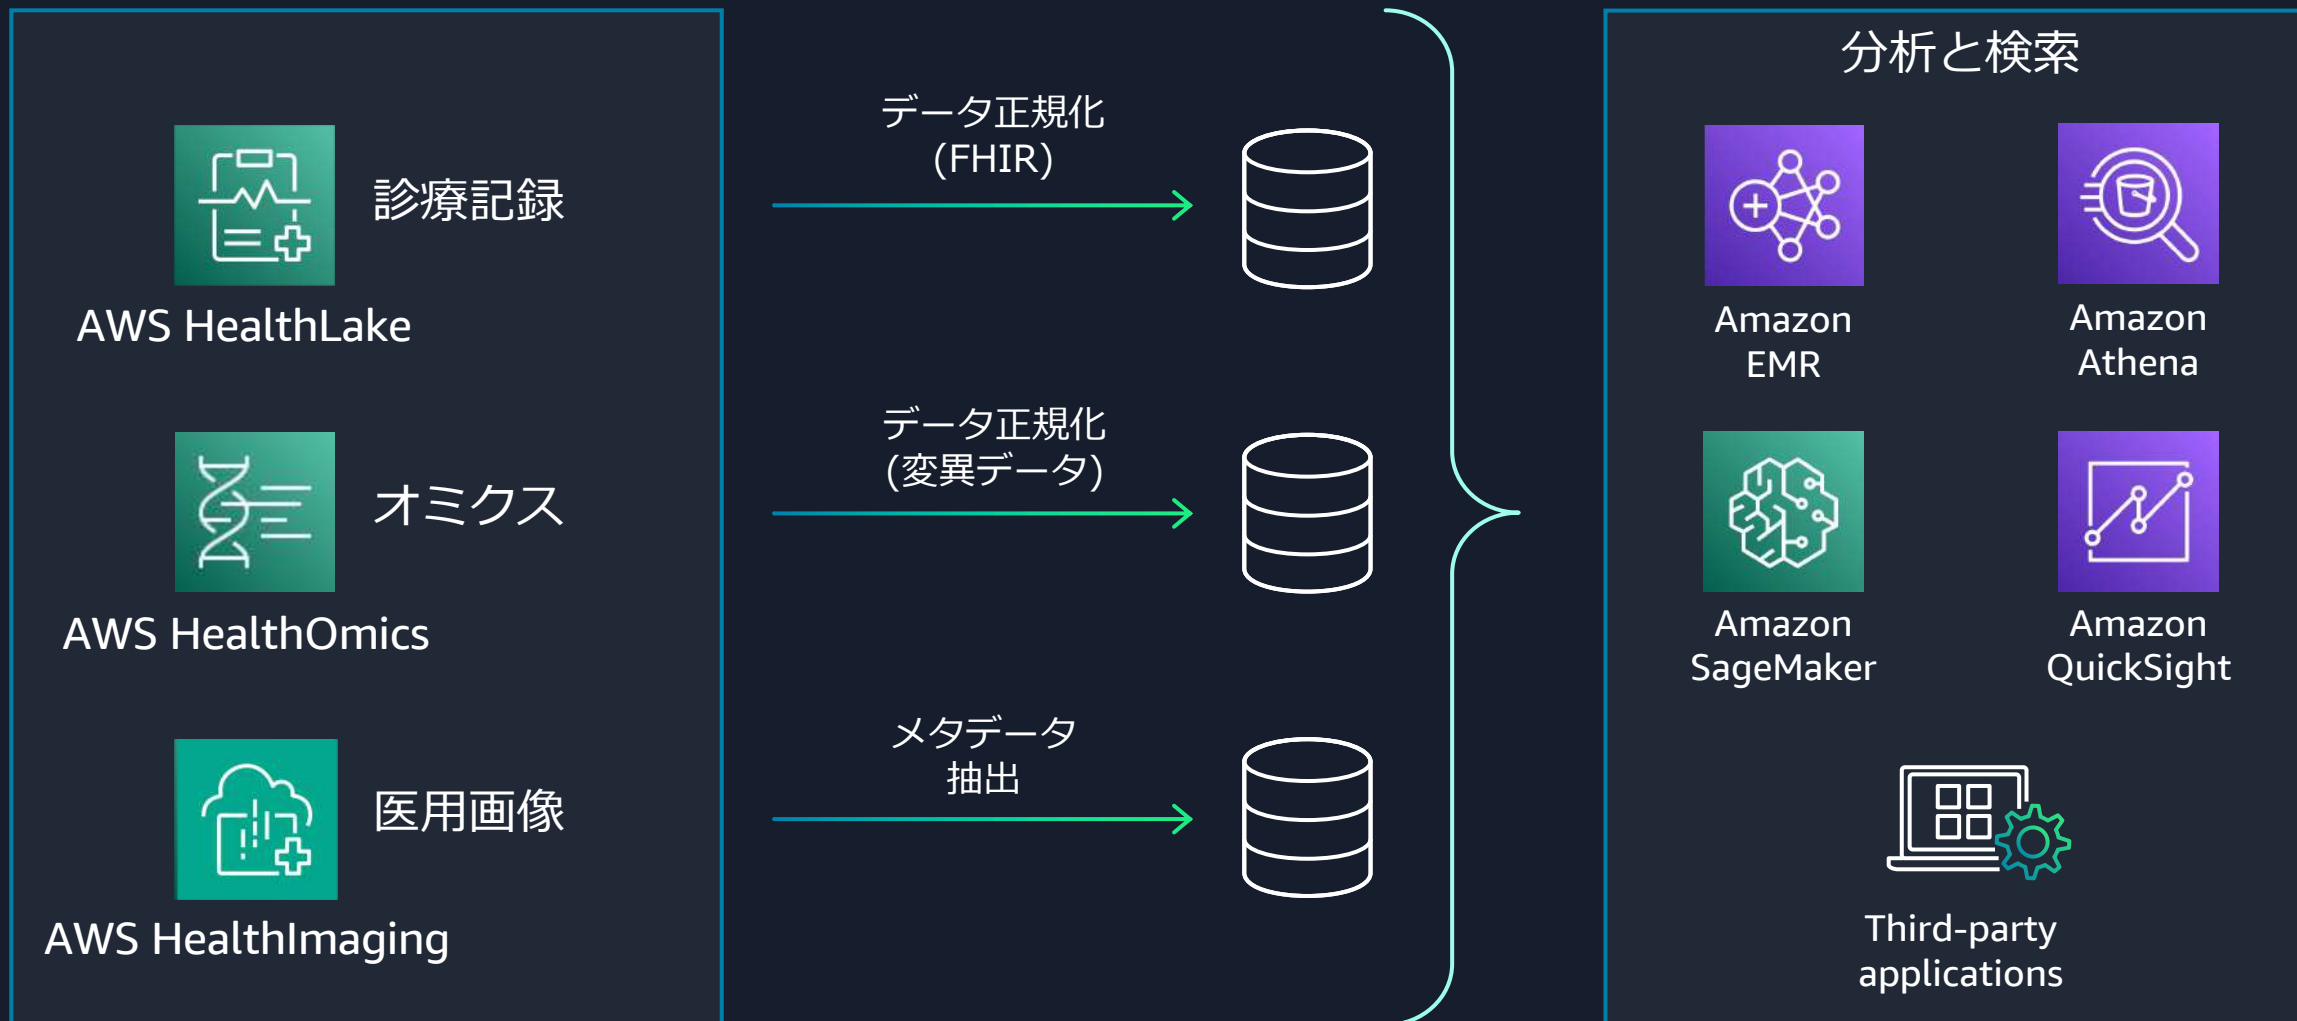 診療記録
AWS HealthLake
オミクス
AWS HealthOmics
医用画像
AWS HealthImaging
データ正規化
(FHIR)
データ正規化
(変異データ)
メタデータ
抽出
分析と検索
Amazon
EMR
Amazon
Athena
Amazon
SageMaker
Amazon
QuickSight
Third-party
applications